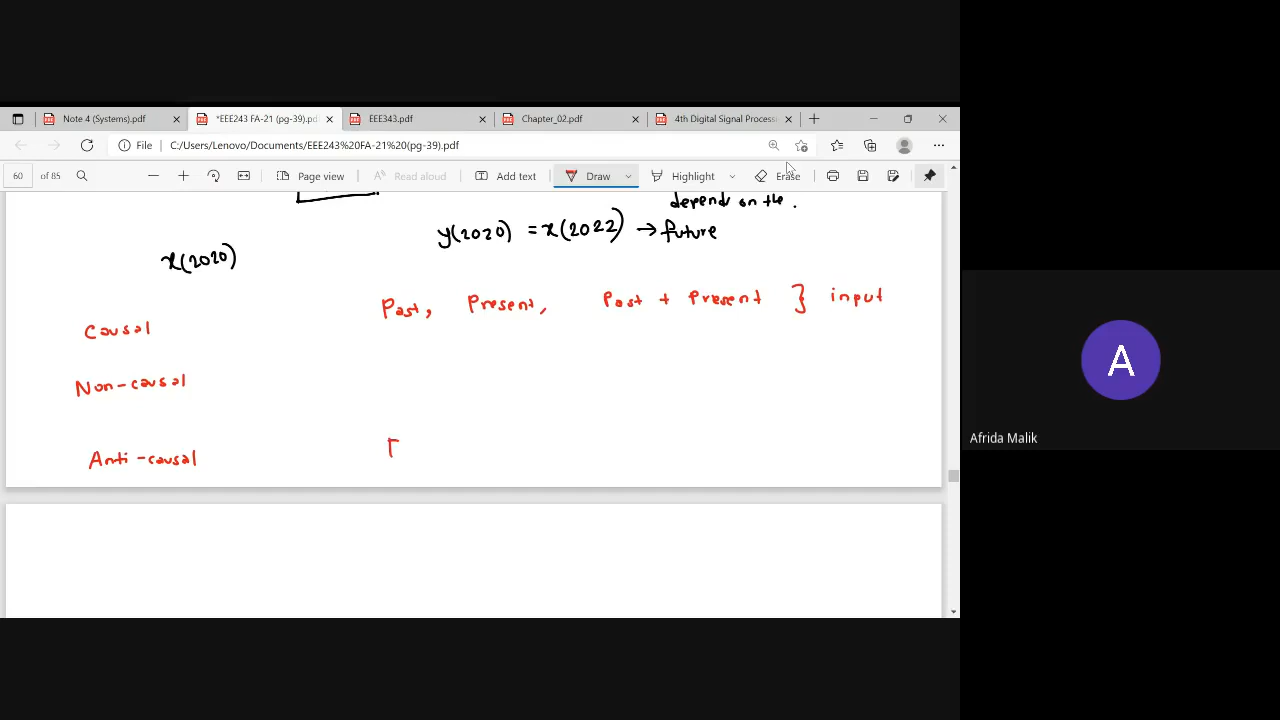 Note 4 (Systems).pdf
*EEE243 FA-21 (pg-39).pd
EEE343.pdf
Chapter_02.pdf
4th Digital Signal Process
File
C:/Users/Lenovo/Documents/EEE243%20FA-21%20(pg-39).pdf
60 of 85
Page view
Read aloud
Add text
Draw
Highlight
Erase
depends on the .
y(2020) = x(2022) → future
x(2020)
Past, Present, Past + Present } input
Causal
Non-causal
Anti-causal
A
Afrida Malik